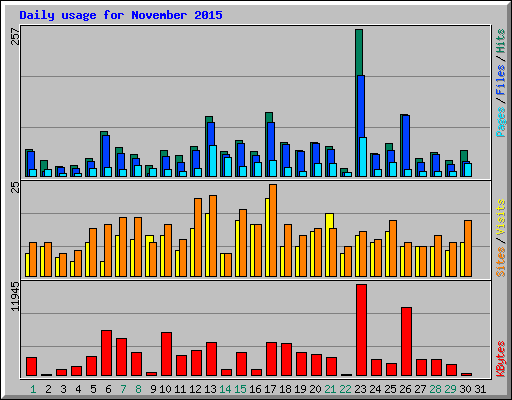 Daily usage for November 2015
257
Pages / Files / Hits
25
Sites / Visits
11945
KBytes
1 2 3 4 5 6 7 8 9 10 11 12 13 14 15 16 17 18 19 20 21 22 23 24 25 26 27 28 29 30 31